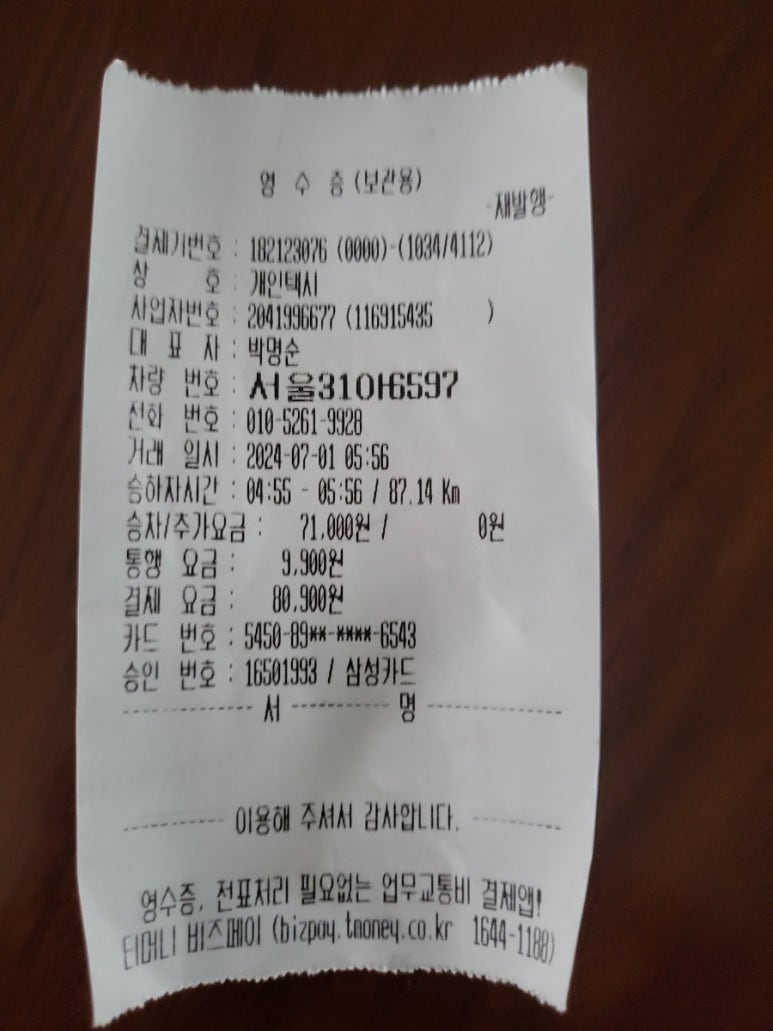 영 수 증 (보관용)
-재발행-
결제기번호 : 182123076 (0000)-(1034/4112)
상 호 : 개인택시
사업자번호 : 2041996677 (116915435 )
대 표 자 : 박명순
차량 번호 : 서울31아6597
전화 번호 : 010-5261-9928
거래 일시 : 2024-07-01 05:56
승하차시간 : 04:55 - 05:56 / 87.14 Km
승차/추가요금 : 71,000원 / 0원
통행 요금 : 9,900원
결제 요금 : 80,900원
카드 번호 : 5450-89**-****-6543
승인 번호 : 16501993 / 삼성카드
------------- 서 ---------- 명 --------------
---------- 이용해 주셔서 감사합니다. ---------
영수증, 전표처리 필요없는 업무교통비 결제앱!
티머니 비즈페이 (bizpay.tmoney.co.kr 1644-1188)